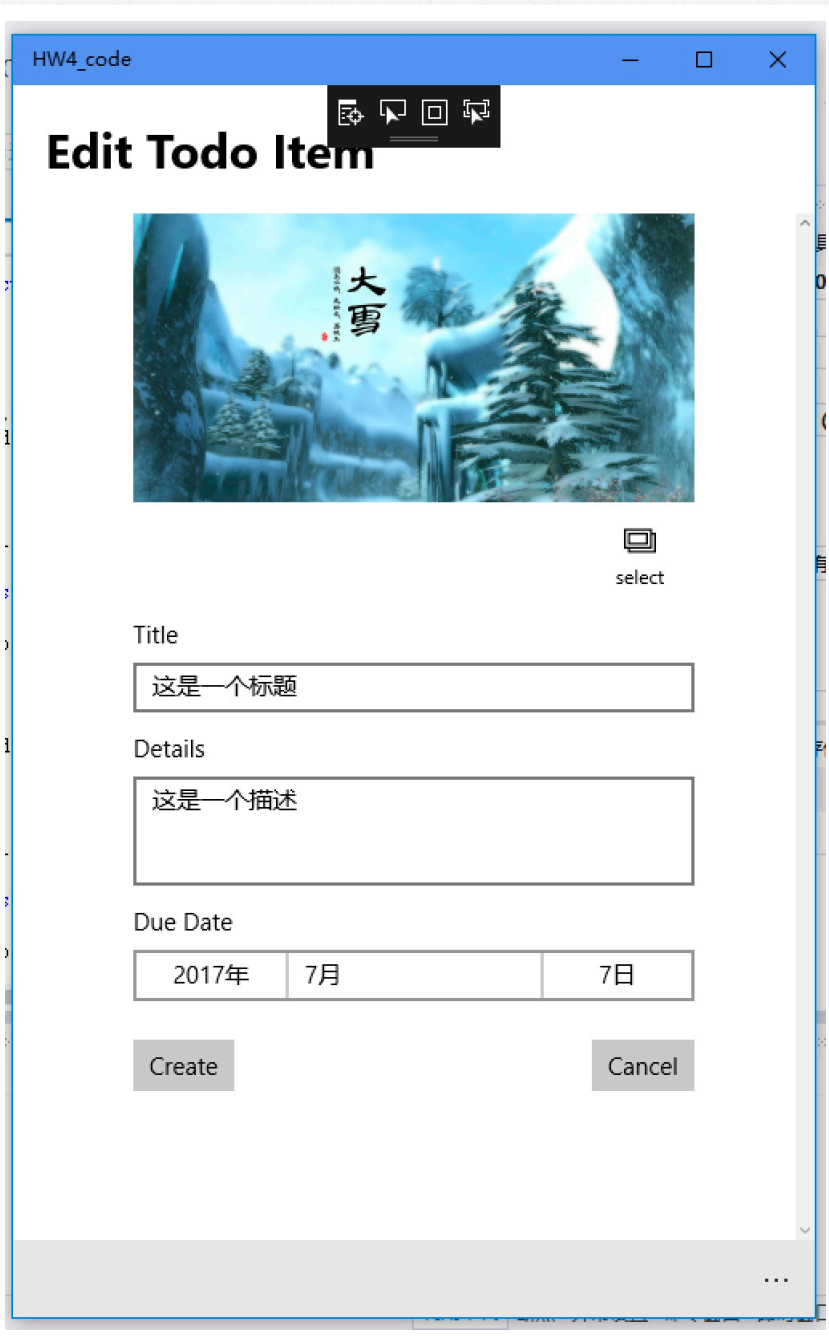 HW4_code
Edit Todo Item
大雪
select
Title
这是一个标题
Details
这是一个描述
Due Date
2017年 7月 7日
Create Cancel
...